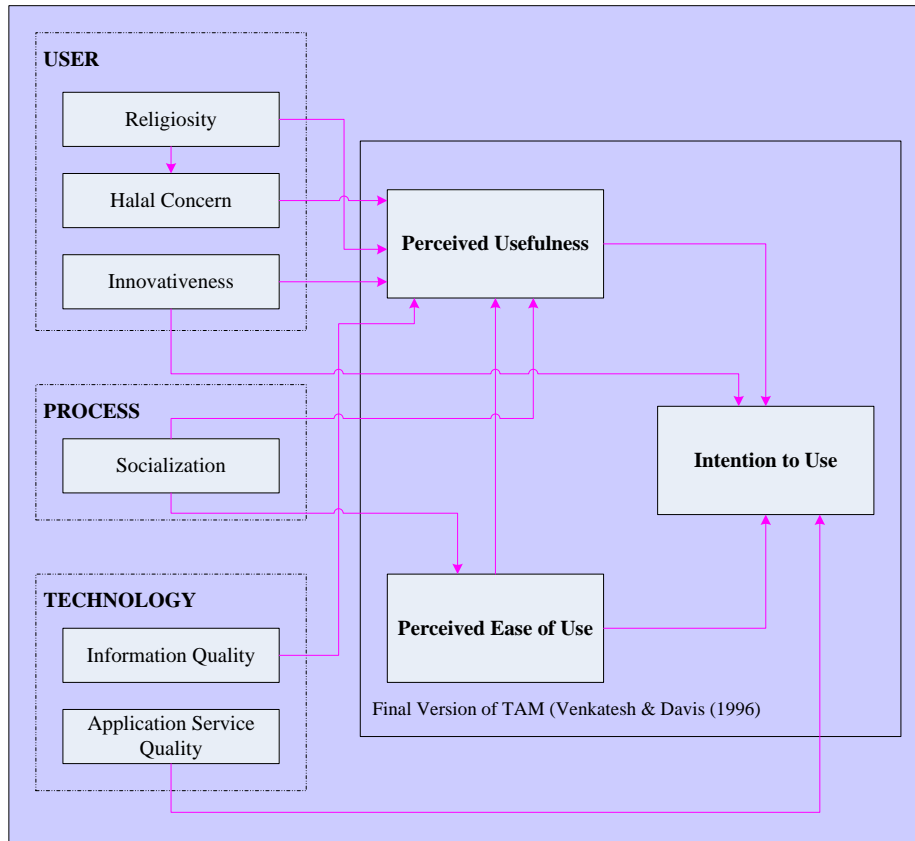 USER
Religiosity
Halal Concern
Innovativeness
PROCESS
Socialization
TECHNOLOGY
Information Quality
Application Service
Quality
Perceived Usefulness
Intention to Use
Perceived Ease of Use
Final Version of TAM (Venkatesh & Davis (1996)